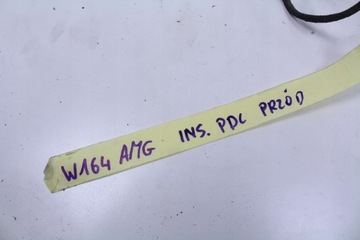 W164 AMG INS. PDC PRZÓD